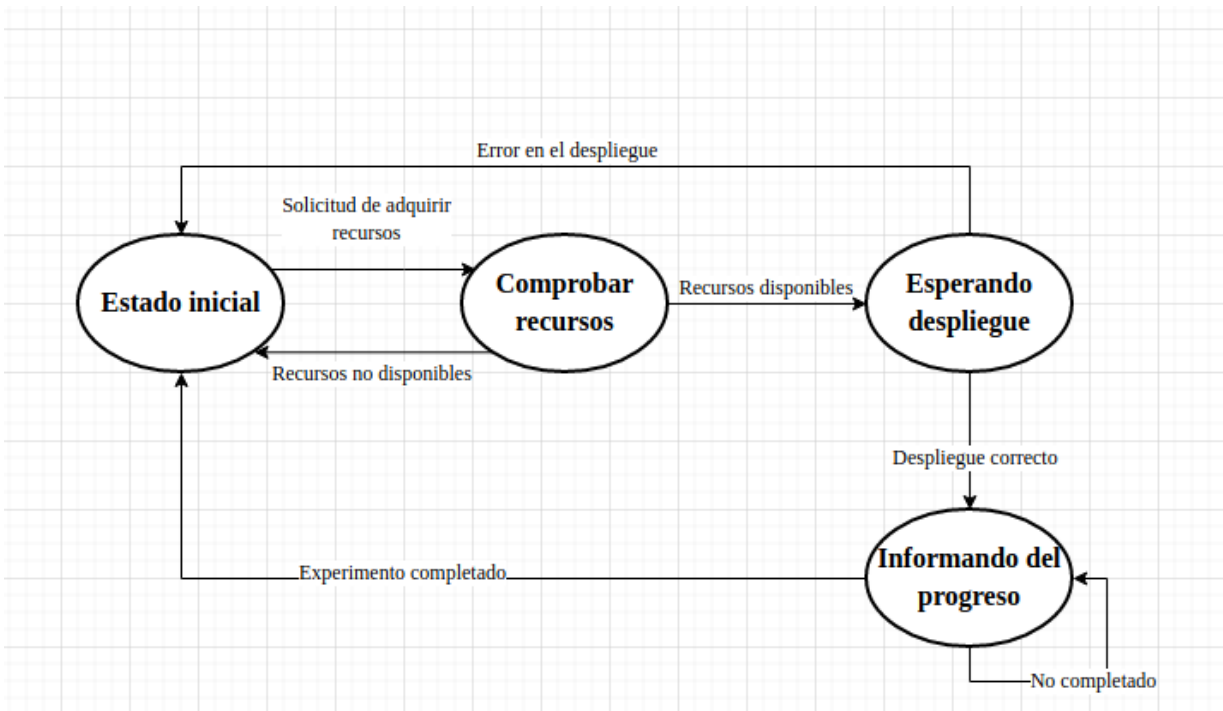 Error en el despliegue
Solicitud de adquirir
recursos
Estado inicial
Comprobar
recursos
Recursos disponibles
Esperando
despliegue
Recursos no disponibles
Despliegue correcto
Informando del
progreso
Experimento completado
No completado